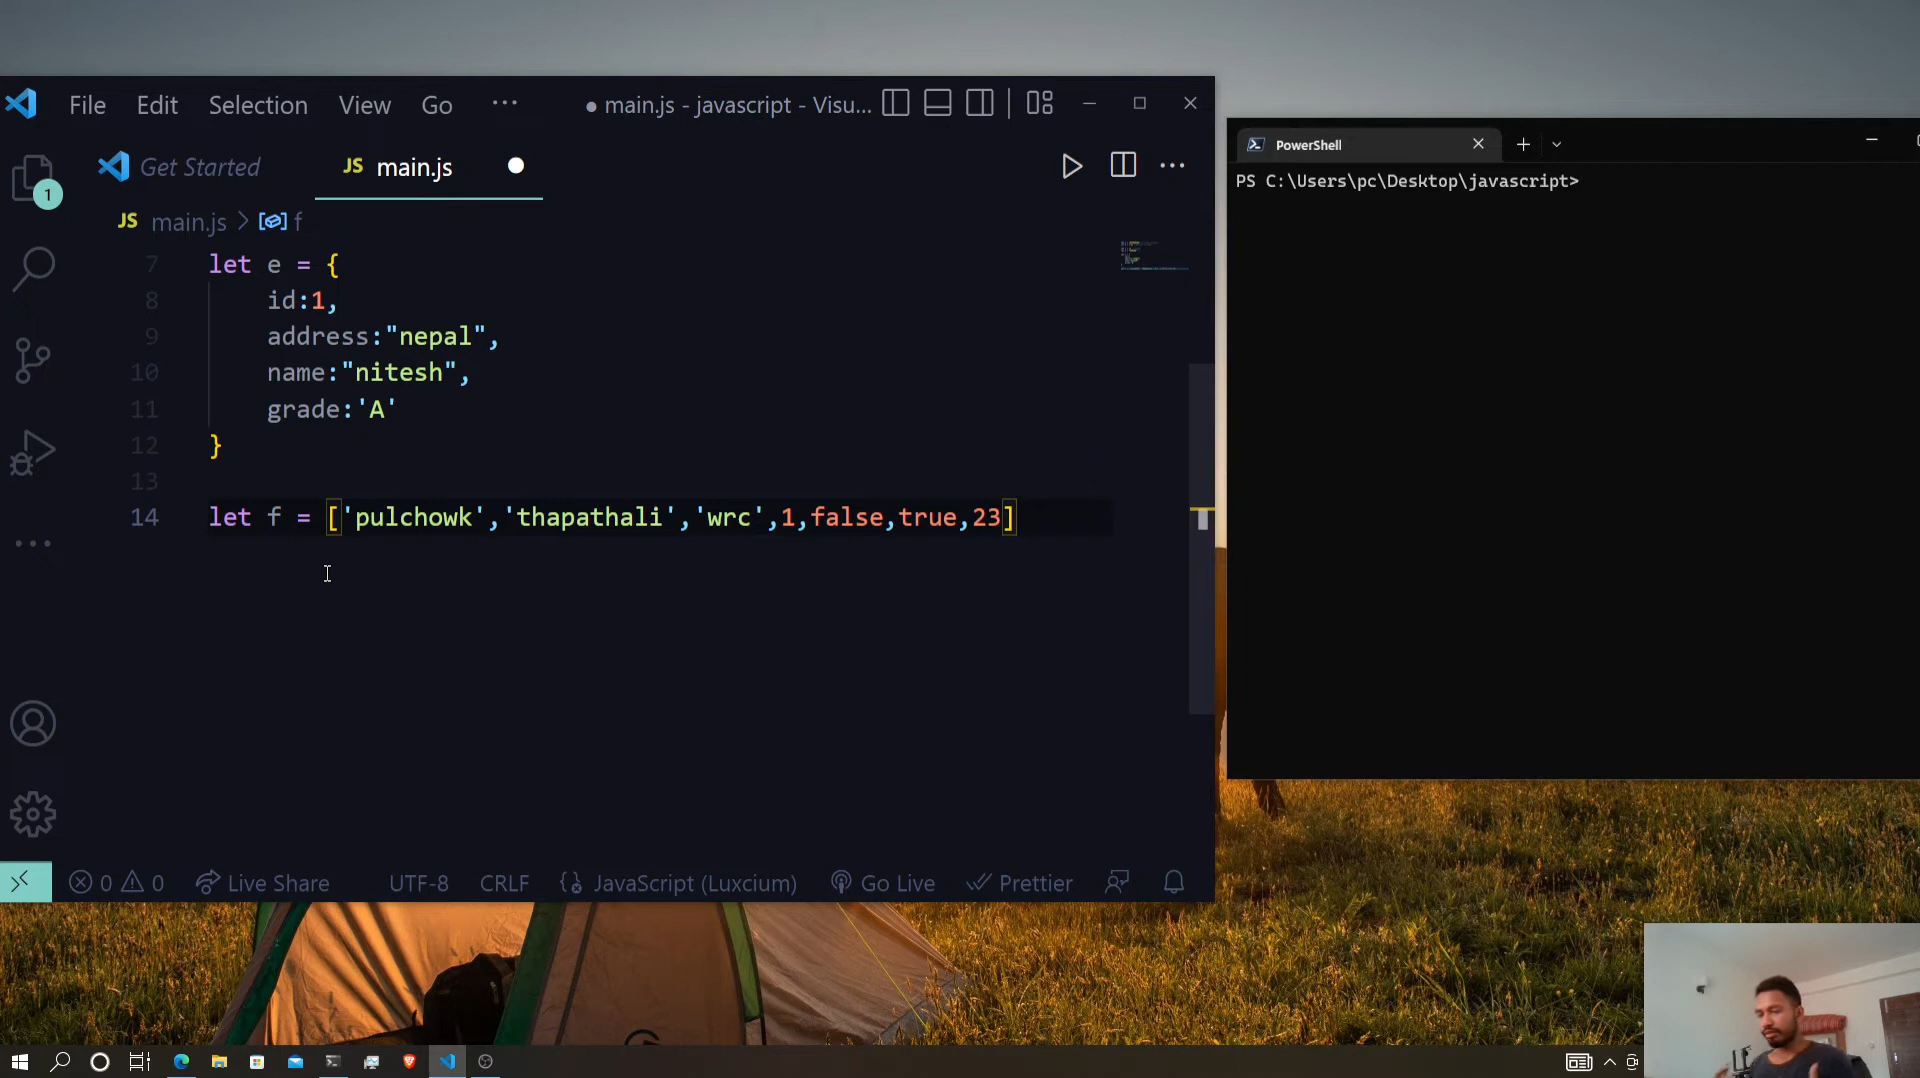 File Edit Selection View Go ··· ● main.js - javascript - Visu...
Get Started JS main.js
JS main.js > f
7 let e = {
8 id:1,
9 address:"nepal",
10 name:"nitesh",
11 grade:'A'
12 }
13
14 let f = ['pulchowk','thapathali','wrc',1,false,true,23]
1
0 0 Live Share UTF-8 CRLF {} JavaScript (Luxcium) Go Live Prettier
PowerShell
PS C:\Users\pc\Desktop\javascript>